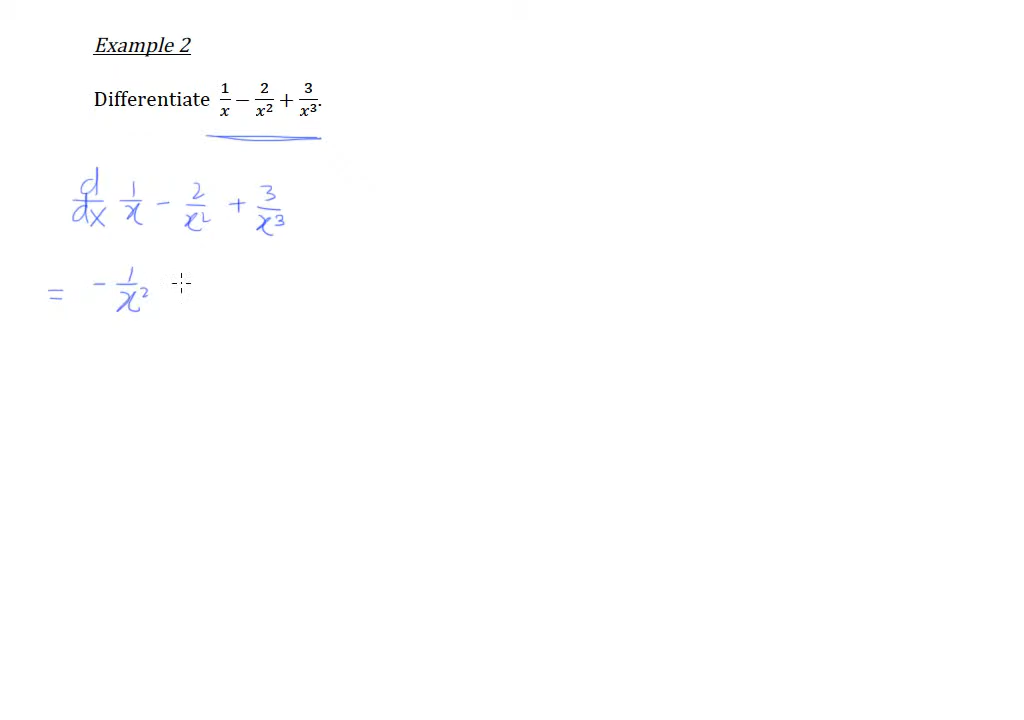 Example 2
Differentiate 1/x − 2/x² + 3/x³.
d/dx 1/x − 2/x² + 3/x³
= −1/x²